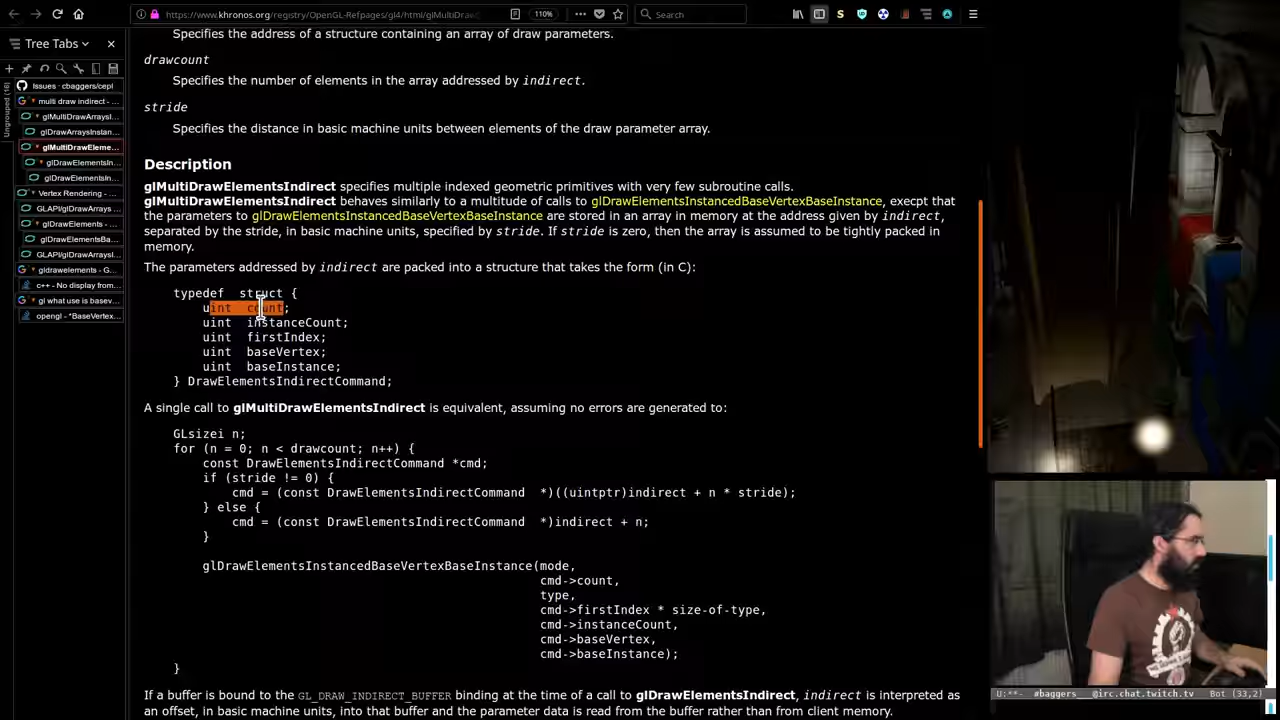 https://www.khronos.org/registry/OpenGL-Refpages/gl4/html/glMultiDraw
110%
Search
Tree Tabs
Ungrouped (16)
Issues · cbaggers/cepl
multi draw indirect - ...
glMultiDrawArraysI...
glDrawArraysInstan...
glMultiDrawEleme...
glDrawElementsIn...
glDrawElementsIn...
Vertex Rendering - ...
GLAPI/glDrawArrays
glDrawElements - ...
glDrawElementsBa...
GLAPI/glDrawArrays
gldrawelements - G...
c++ - No display from...
gl what use is basev...
opengl - "BaseVertex...
Specifies the address of a structure containing an array of draw parameters.
drawcount
Specifies the number of elements in the array addressed by indirect.
stride
Specifies the distance in basic machine units between elements of the draw parameter array.
Description
glMultiDrawElementsIndirect specifies multiple indexed geometric primitives with very few subroutine calls.
glMultiDrawElementsIndirect behaves similarly to a multitude of calls to glDrawElementsInstancedBaseVertexBaseInstance, execpt that
the parameters to glDrawElementsInstancedBaseVertexBaseInstance are stored in an array in memory at the address given by indirect,
separated by the stride, in basic machine units, specified by stride. If stride is zero, then the array is assumed to be tightly packed in
memory.
The parameters addressed by indirect are packed into a structure that takes the form (in C):
typedef struct {
uint count;
uint instanceCount;
uint firstIndex;
uint baseVertex;
uint baseInstance;
} DrawElementsIndirectCommand;
A single call to glMultiDrawElementsIndirect is equivalent, assuming no errors are generated to:
GLsizei n;
for (n = 0; n < drawcount; n++) {
const DrawElementsIndirectCommand *cmd;
if (stride != 0) {
cmd = (const DrawElementsIndirectCommand *)((uintptr)indirect + n * stride);
} else {
cmd = (const DrawElementsIndirectCommand *)indirect + n;
}
glDrawElementsInstancedBaseVertexBaseInstance(mode,
cmd->count,
type,
cmd->firstIndex * size-of-type,
cmd->instanceCount,
cmd->baseVertex,
cmd->baseInstance);
}
If a buffer is bound to the GL_DRAW_INDIRECT_BUFFER binding at the time of a call to glDrawElementsIndirect, indirect is interpreted as
an offset, in basic machine units, into that buffer and the parameter data is read from the buffer rather than from client memory.
U:**- #baggers__@irc.chat.twitch.tv Bot (33,2)